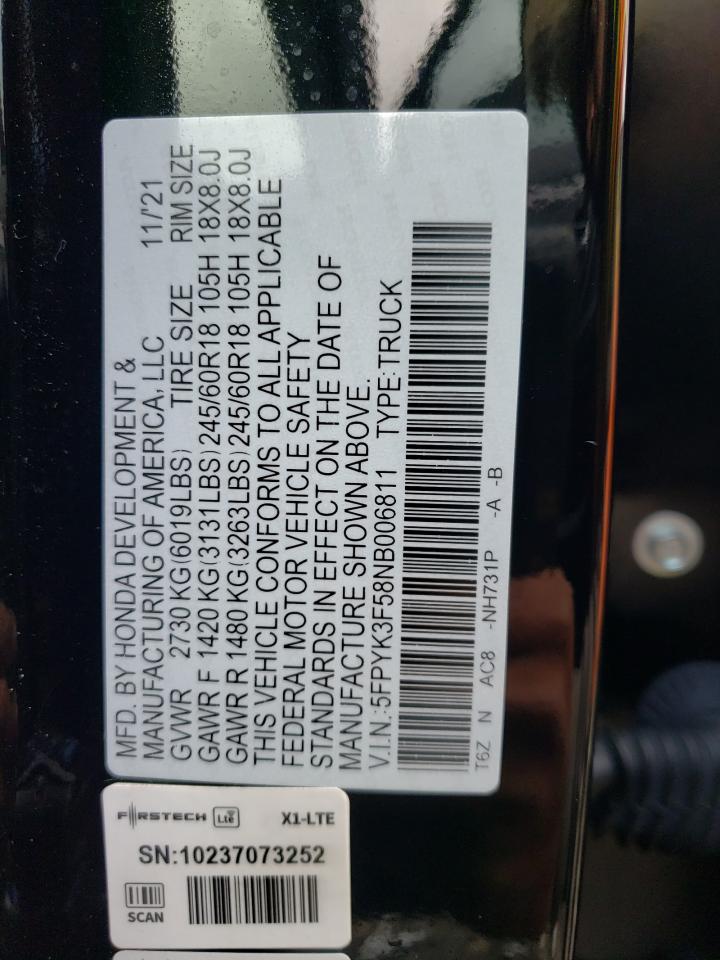 MFD. BY HONDA DEVELOPMENT &
MANUFACTURING OF AMERICA, LLC 11/'21
GVWR 2730 KG(6019LBS) TIRE SIZE RIM SIZE
GAWR F 1420 KG(3131LBS) 245/60R18 105H 18X8.0J
GAWR R 1480 KG(3263LBS) 245/60R18 105H 18X8.0J
THIS VEHICLE CONFORMS TO ALL APPLICABLE
FEDERAL MOTOR VEHICLE SAFETY
STANDARDS IN EFFECT ON THE DATE OF
MANUFACTURE SHOWN ABOVE.
V.I.N.:5FPYK3F58NB006811 TYPE:TRUCK
T6Z N AC8 -NH731P -A -B
FIRSTECH Lte X1-LTE
SN:10237073252
SCAN